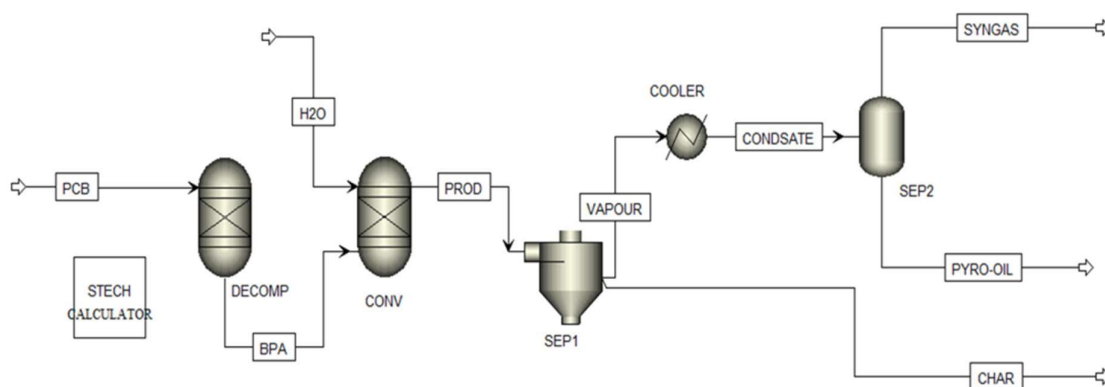 SYNGAS
COOLER
H2O
CONDSATE
SEP2
PCB
PROD
VAPOUR
STECH
CALCULATOR
DECOMP
CONV
PYRO-OIL
BPA
SEP1
CHAR